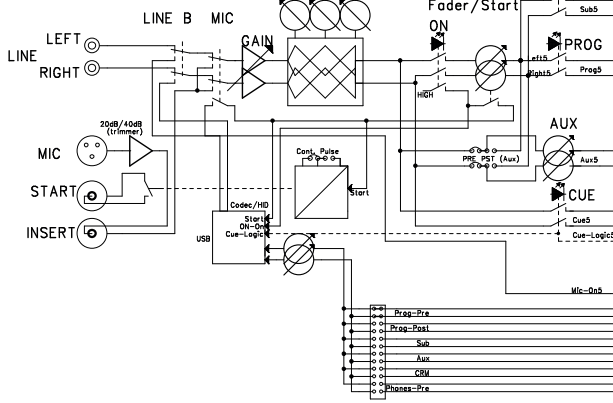 Fader/Start
Sub5
LINE B MIC
ON
LEFT
GAIN
PROG
LINE
RIGHT
eft5
Right5
Prog5
HIGH
20dB/40dB
(trimmer)
AUX
MIC
Cont. Pulse
PRE PST (Aux)
Aux5
START
Start
CUE
Codec/HID
Start
INSERT
ON-On
Cue5
USB
Cue-Logic
Cue-Logic5
Mic-On5
Prog-Pre
Prog-Post
Sub
Aux
CRM
Phones-Pre